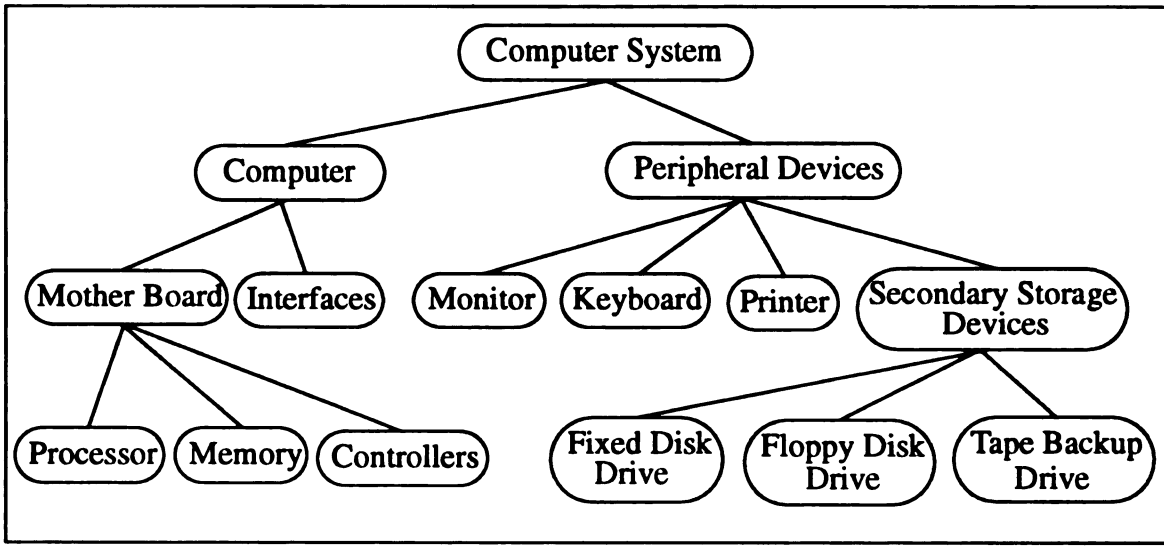 Computer System
Computer
Peripheral Devices
Mother Board
Interfaces
Monitor
Keyboard
Printer
Secondary Storage
Devices
Processor
Memory
Controllers
Fixed Disk
Drive
Floppy Disk
Drive
Tape Backup
Drive